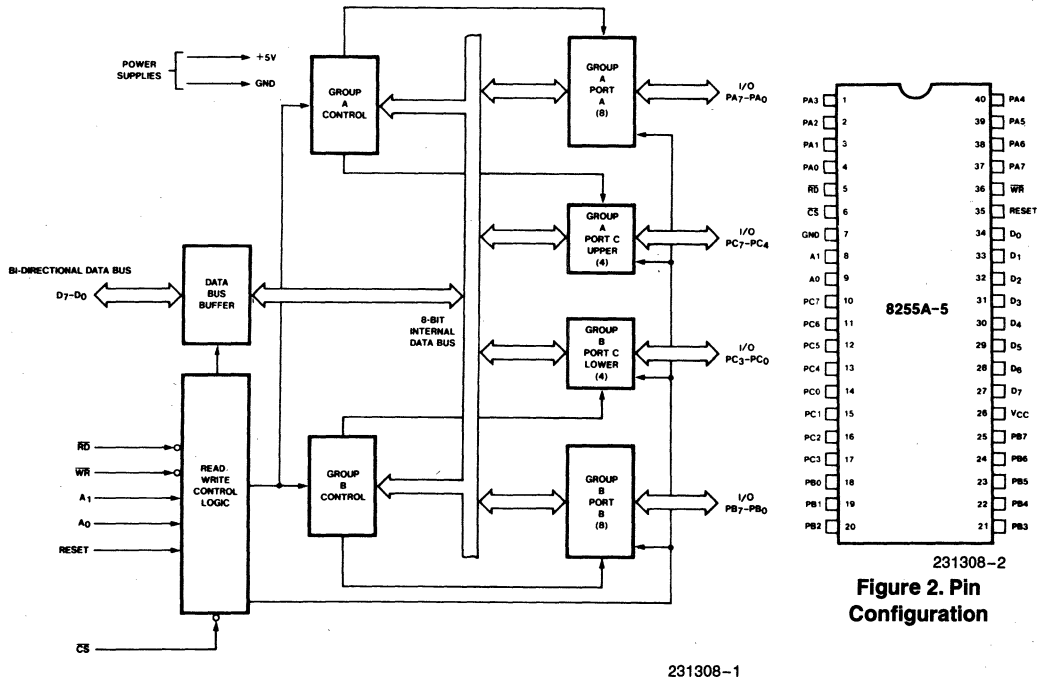 POWER
SUPPLIES
+5V
GND
GROUP
A
CONTROL
GROUP
A
PORT
A
(8)
I/O
PA7-PA0
GROUP
A
PORT C
UPPER
(4)
I/O
PC7-PC4
BI-DIRECTIONAL DATA BUS
D7-D0
DATA
BUS
BUFFER
8-BIT
INTERNAL
DATA BUS
GROUP
B
PORT C
LOWER
(4)
I/O
PC3-PC0
R̅D̅
W̅R̅
A1
A0
RESET
C̅S̅
READ
WRITE
CONTROL
LOGIC
GROUP
B
CONTROL
GROUP
B
PORT
B
(8)
I/O
PB7-PB0
231308-1
PA3 1 40 PA4
PA2 2 39 PA5
PA1 3 38 PA6
PA0 4 37 PA7
R̅D̅ 5 36 W̅R̅
C̅S̅ 6 35 RESET
GND 7 34 D0
A1 8 33 D1
A0 9 32 D2
PC7 10 31 D3
PC6 11 30 D4
PC5 12 29 D5
PC4 13 28 D6
PC0 14 27 D7
PC1 15 26 VCC
PC2 16 25 PB7
PC3 17 24 PB6
PB0 18 23 PB5
PB1 19 22 PB4
PB2 20 21 PB3
8255A-5
231308-2
Figure 2. Pin
Configuration